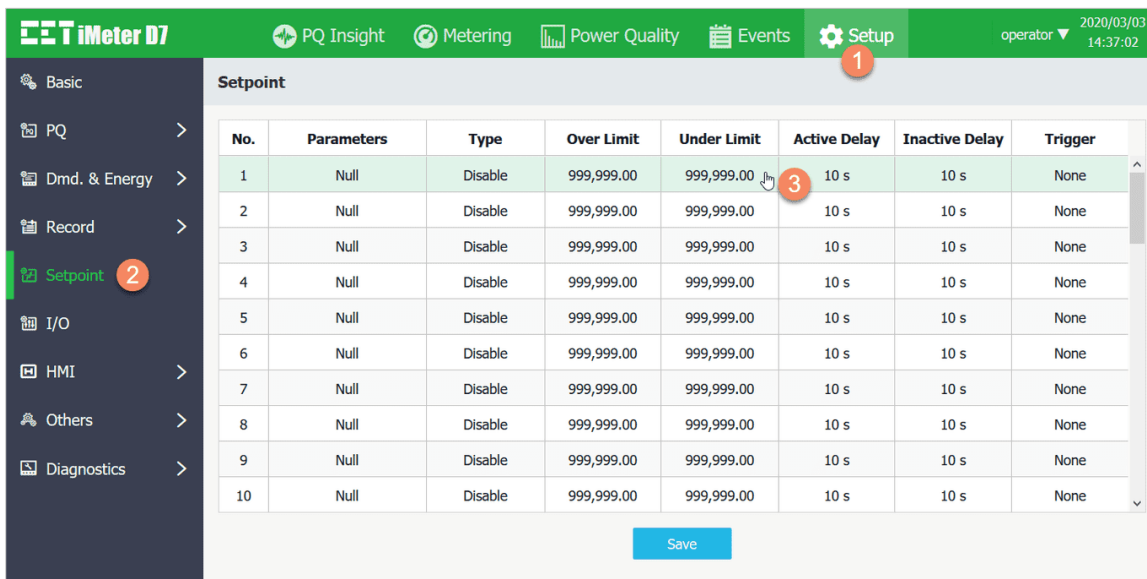 CET iMeter D7
PQ Insight Metering Power Quality Events Setup operator 2020/03/03
14:37:02
1
Basic
PQ
Dmd. & Energy
Record
Setpoint 2
I/O
HMI
Others
Diagnostics
Setpoint
No. Parameters Type Over Limit Under Limit Active Delay Inactive Delay Trigger
1 Null Disable 999,999.00 999,999.00 3 10 s 10 s None
2 Null Disable 999,999.00 999,999.00 10 s 10 s None
3 Null Disable 999,999.00 999,999.00 10 s 10 s None
4 Null Disable 999,999.00 999,999.00 10 s 10 s None
5 Null Disable 999,999.00 999,999.00 10 s 10 s None
6 Null Disable 999,999.00 999,999.00 10 s 10 s None
7 Null Disable 999,999.00 999,999.00 10 s 10 s None
8 Null Disable 999,999.00 999,999.00 10 s 10 s None
9 Null Disable 999,999.00 999,999.00 10 s 10 s None
10 Null Disable 999,999.00 999,999.00 10 s 10 s None
Save